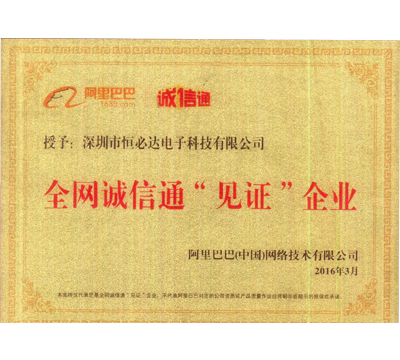 阿里巴巴 诚信通
1688.com
授予：深圳市恒必达电子科技有限公司
全网诚信通“见证”企业
阿里巴巴(中国)网络技术有限公司
2016年3月